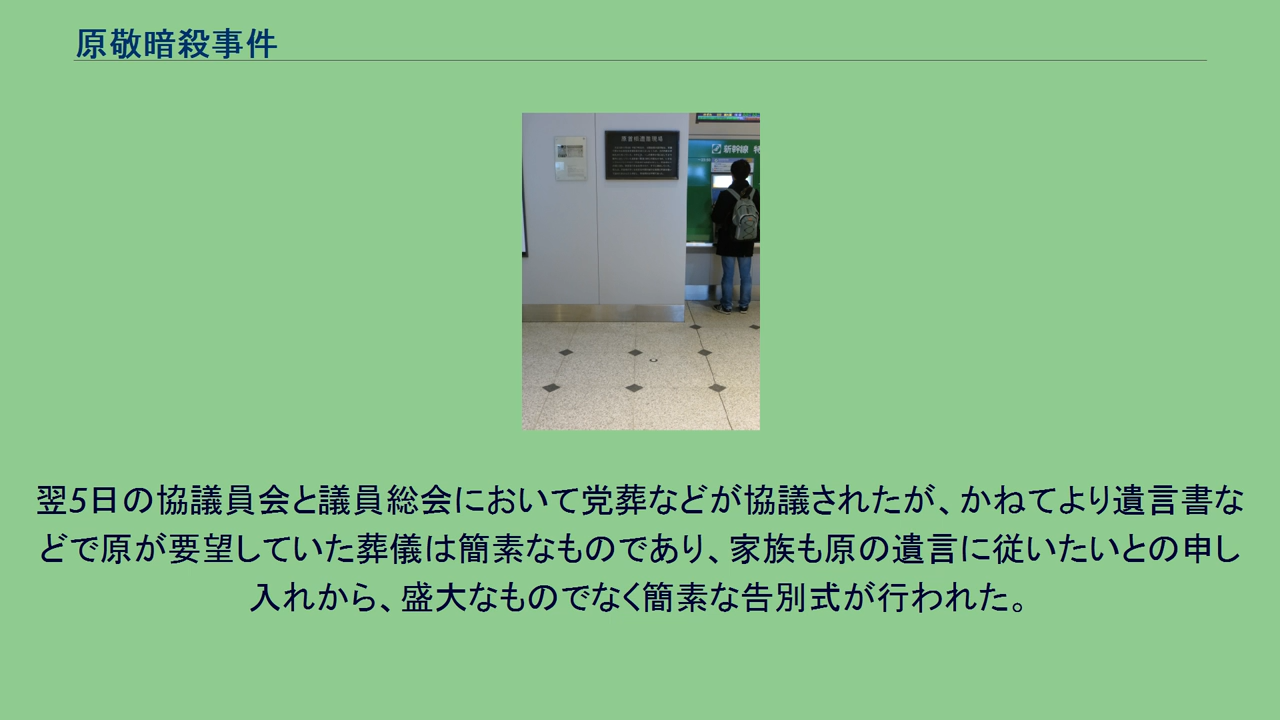 原敬暗殺事件
新幹線
翌5日の協議員会と議員総会において党葬などが協議されたが、かねてより遺言書な
どで原が要望していた葬儀は簡素なものであり、家族も原の遺言に従いたいとの申し
入れから、盛大なものでなく簡素な告別式が行われた。